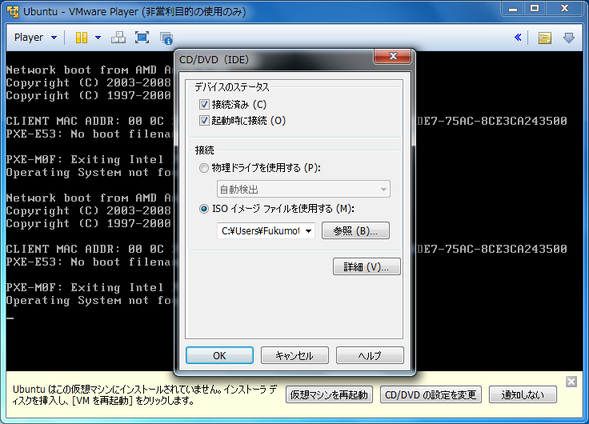 Ubuntu - VMware Player (非営利目的の使用のみ)
Player
CD/DVD (IDE)
デバイスのステータス
接続済み (C)
起動時に接続 (O)
接続
物理ドライブを使用する (P):
自動検出
ISO イメージ ファイルを使用する (M):
C:¥Users¥Fukumot
参照 (B)...
詳細 (V)...
OK
キャンセル
ヘルプ
Network boot from AMD A
Copyright (C) 2003-2008
Copyright (C) 1997-2000
CLIENT MAC ADDR: 00 0C
DE7-75AC-8CE3CA243500
PXE-E53: No boot filena
PXE-M0F: Exiting Intel
Operating System not fo
Network boot from AMD A
Copyright (C) 2003-2008
Copyright (C) 1997-2000
CLIENT MAC ADDR: 00 0C
DE7-75AC-8CE3CA243500
PXE-E53: No boot filena
PXE-M0F: Exiting Intel
Operating System not fo
Ubuntu はこの仮想マシンにインストールされていません。インストーラ デ
ィスクを挿入し、[VM を再起動] をクリックします。
仮想マシンを再起動
CD/DVD の設定を変更
通知しない